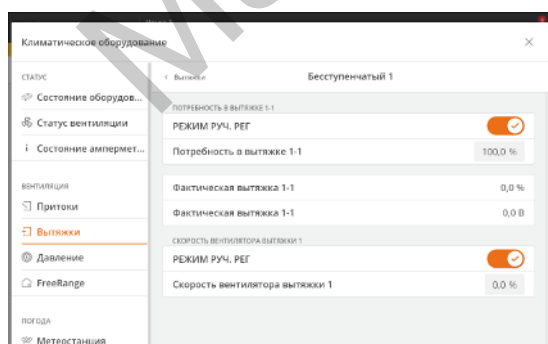 Климатическое оборудование
СТАТУС
Состояние оборудов...
Статус вентиляции
Состояние ампермет...
ВЕНТИЛЯЦИЯ
Притоки
Вытяжки
Давление
FreeRange
ПОГОДА
Метеостанция
Вытяжки
Бесступенчатый 1
ПОТРЕБНОСТЬ В ВЫТЯЖКЕ 1-1
РЕЖИМ РУЧ. РЕГ
Потребность в вытяжке 1-1
100,0 %
Фактическая вытяжка 1-1
0,0 %
Фактическая вытяжка 1-1
0,0 В
СКОРОСТЬ ВЕНТИЛЯТОРА ВЫТЯЖКИ 1
РЕЖИМ РУЧ. РЕГ
Скорость вентилятора вытяжки 1
0,0 %